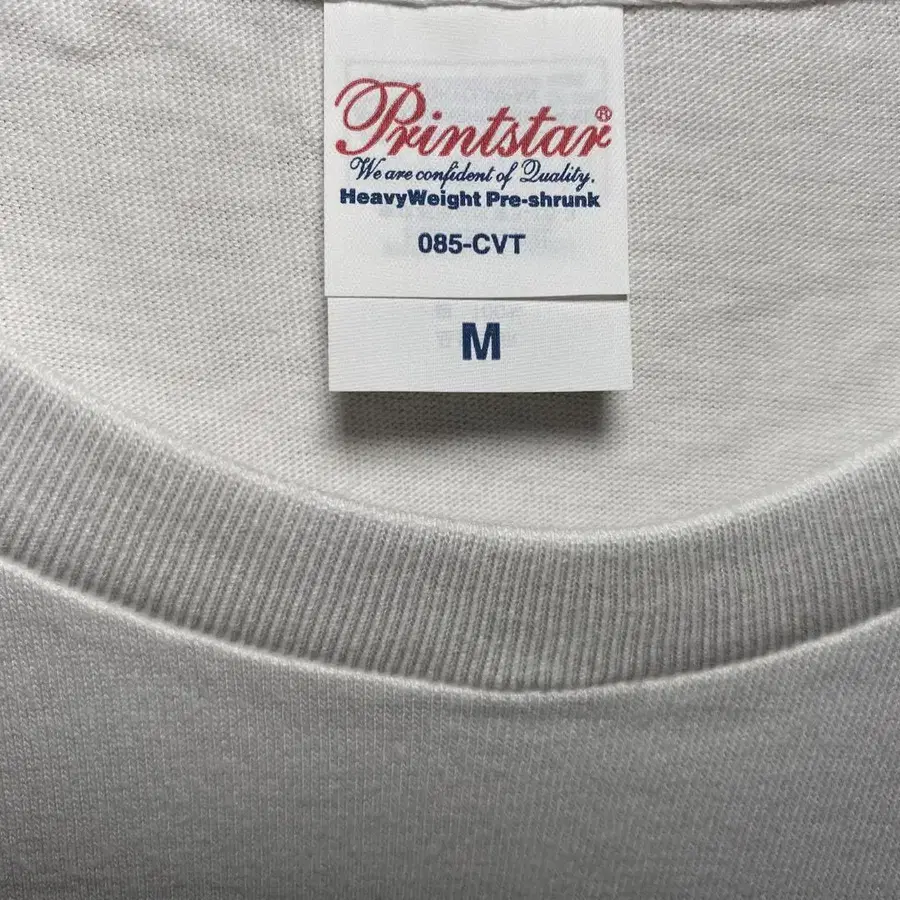 Printstar®
We are confident of Quality.
HeavyWeight Pre-shrunk
085-CVT
M